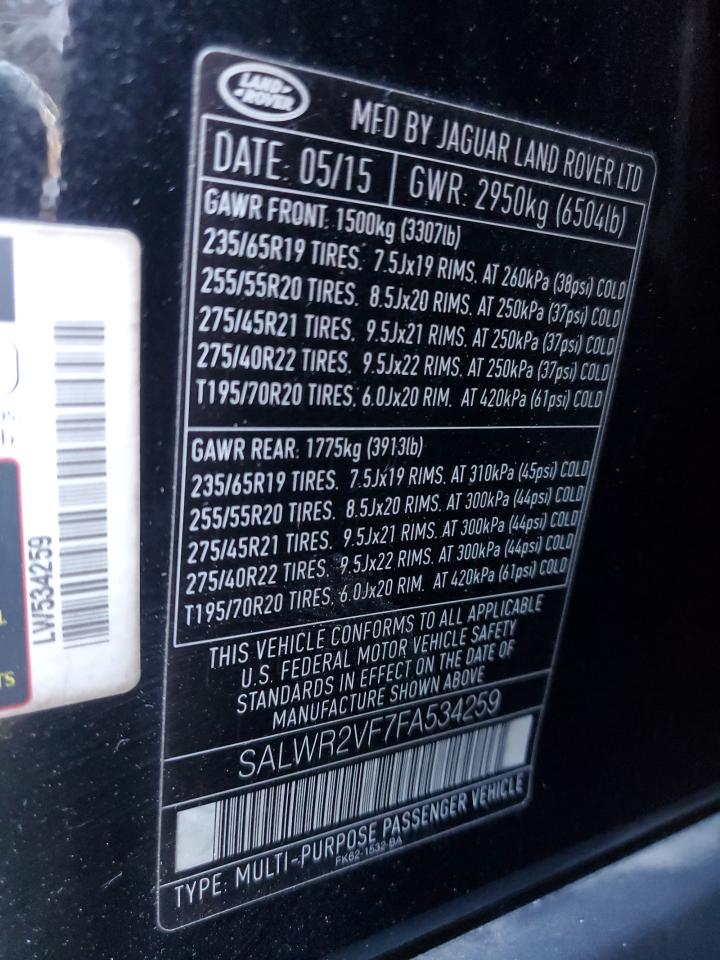 LAND ROVER
MFD BY JAGUAR LAND ROVER LTD
DATE: 05/15 GWR: 2950kg (6504lb)
GAWR FRONT: 1500kg (3307lb)
235/65R19 TIRES. 7.5Jx19 RIMS. AT 260kPa (38psi) COLD
255/55R20 TIRES. 8.5Jx20 RIMS. AT 250kPa (37psi) COLD
275/45R21 TIRES. 9.5Jx21 RIMS. AT 250kPa (37psi) COLD
275/40R22 TIRES. 9.5Jx22 RIMS. AT 250kPa (37psi) COLD
T195/70R20 TIRES. 6.0Jx20 RIM. AT 420kPa (61psi) COLD
GAWR REAR: 1775kg (3913lb)
235/65R19 TIRES. 7.5Jx19 RIMS. AT 310kPa (45psi) COLD
255/55R20 TIRES. 8.5Jx20 RIMS. AT 300kPa (44psi) COLD
275/45R21 TIRES. 9.5Jx21 RIMS. AT 300kPa (44psi) COLD
275/40R22 TIRES. 9.5Jx22 RIMS. AT 300kPa (44psi) COLD
T195/70R20 TIRES. 6.0Jx20 RIM. AT 420kPa (61psi) COLD
THIS VEHICLE CONFORMS TO ALL APPLICABLE
U.S. FEDERAL MOTOR VEHICLE SAFETY
STANDARDS IN EFFECT ON THE DATE OF
MANUFACTURE SHOWN ABOVE
SALWR2VF7FA534259
TYPE: MULTI-PURPOSE PASSENGER VEHICLE
FK62-1532-BA
LW534259